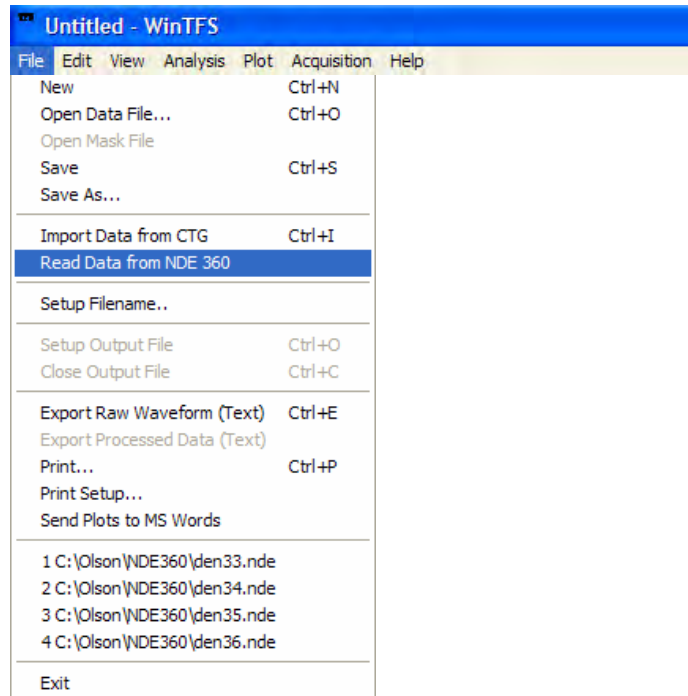 Untitled - WinTFS
File Edit View Analysis Plot Acquisition Help
New Ctrl+N
Open Data File... Ctrl+O
Open Mask File
Save Ctrl+S
Save As...
Import Data from CTG Ctrl+I
Read Data from NDE 360
Setup Filename..
Setup Output File Ctrl+O
Close Output File Ctrl+C
Export Raw Waveform (Text) Ctrl+E
Export Processed Data (Text)
Print... Ctrl+P
Print Setup...
Send Plots to MS Words
1 C:\Olson\NDE360\den33.nde
2 C:\Olson\NDE360\den34.nde
3 C:\Olson\NDE360\den35.nde
4 C:\Olson\NDE360\den36.nde
Exit